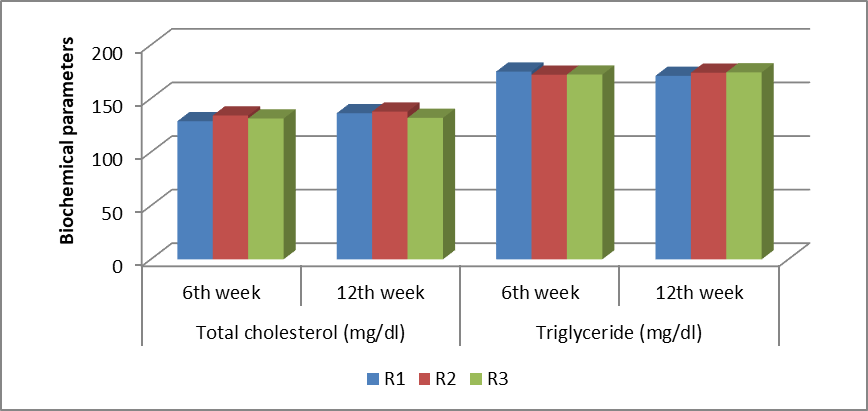 Biochemical parameters
200
150
100
50
0
6th week 12th week 6th week 12th week
Total cholesterol (mg/dl) Triglyceride (mg/dl)
R1 R2 R3